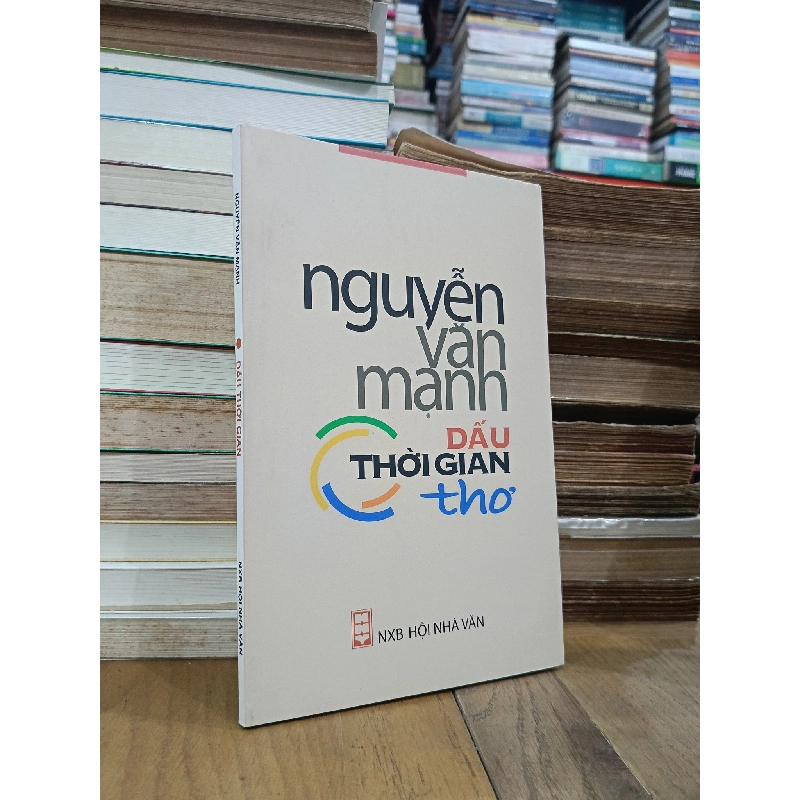 nguyễn
văn
mạnh
DẤU
THỜI GIAN
thơ
NXB HỘI NHÀ VĂN
NGUYỄN VĂN MẠNH
DẤU THỜI GIAN
NXB HỘI NHÀ VĂN